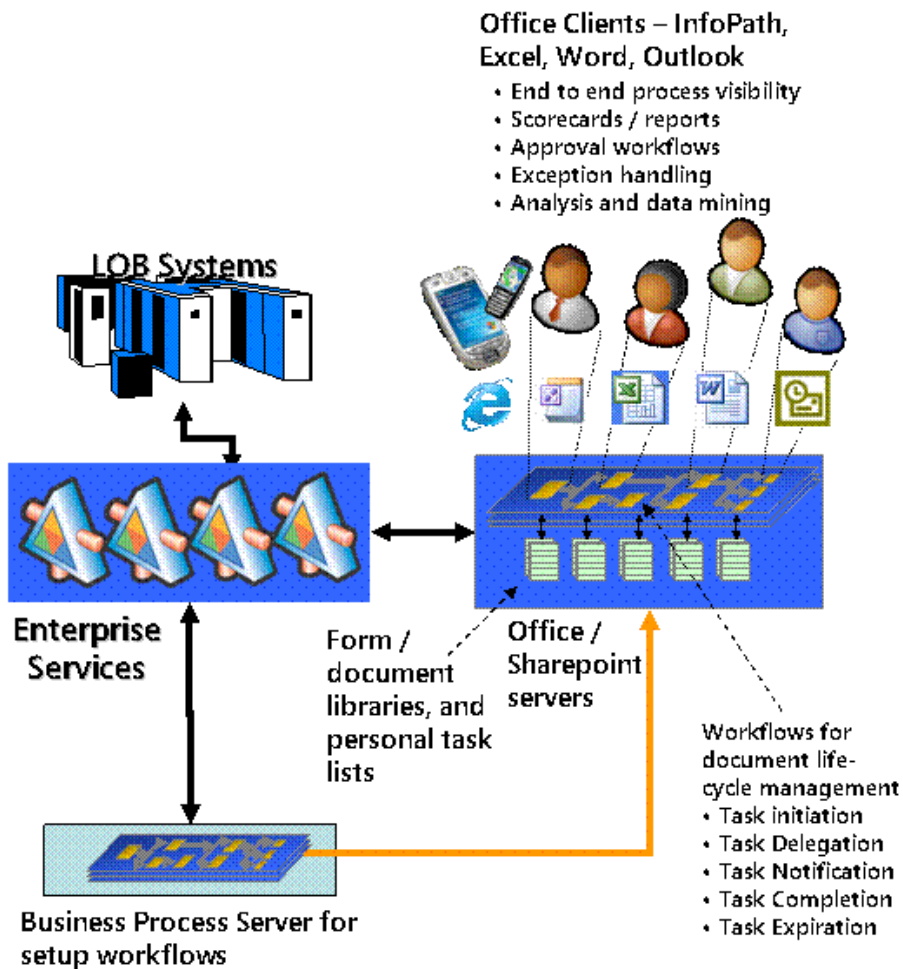 Office Clients – InfoPath,
Excel, Word, Outlook
• End to end process visibility
• Scorecards / reports
• Approval workflows
• Exception handling
• Analysis and data mining
LOB Systems
Enterprise
Services
Form /
document
libraries, and
personal task
lists
Office /
Sharepoint
servers
Workflows for
document life-
cycle management
• Task initiation
• Task Delegation
• Task Notification
• Task Completion
• Task Expiration
Business Process Server for
setup workflows